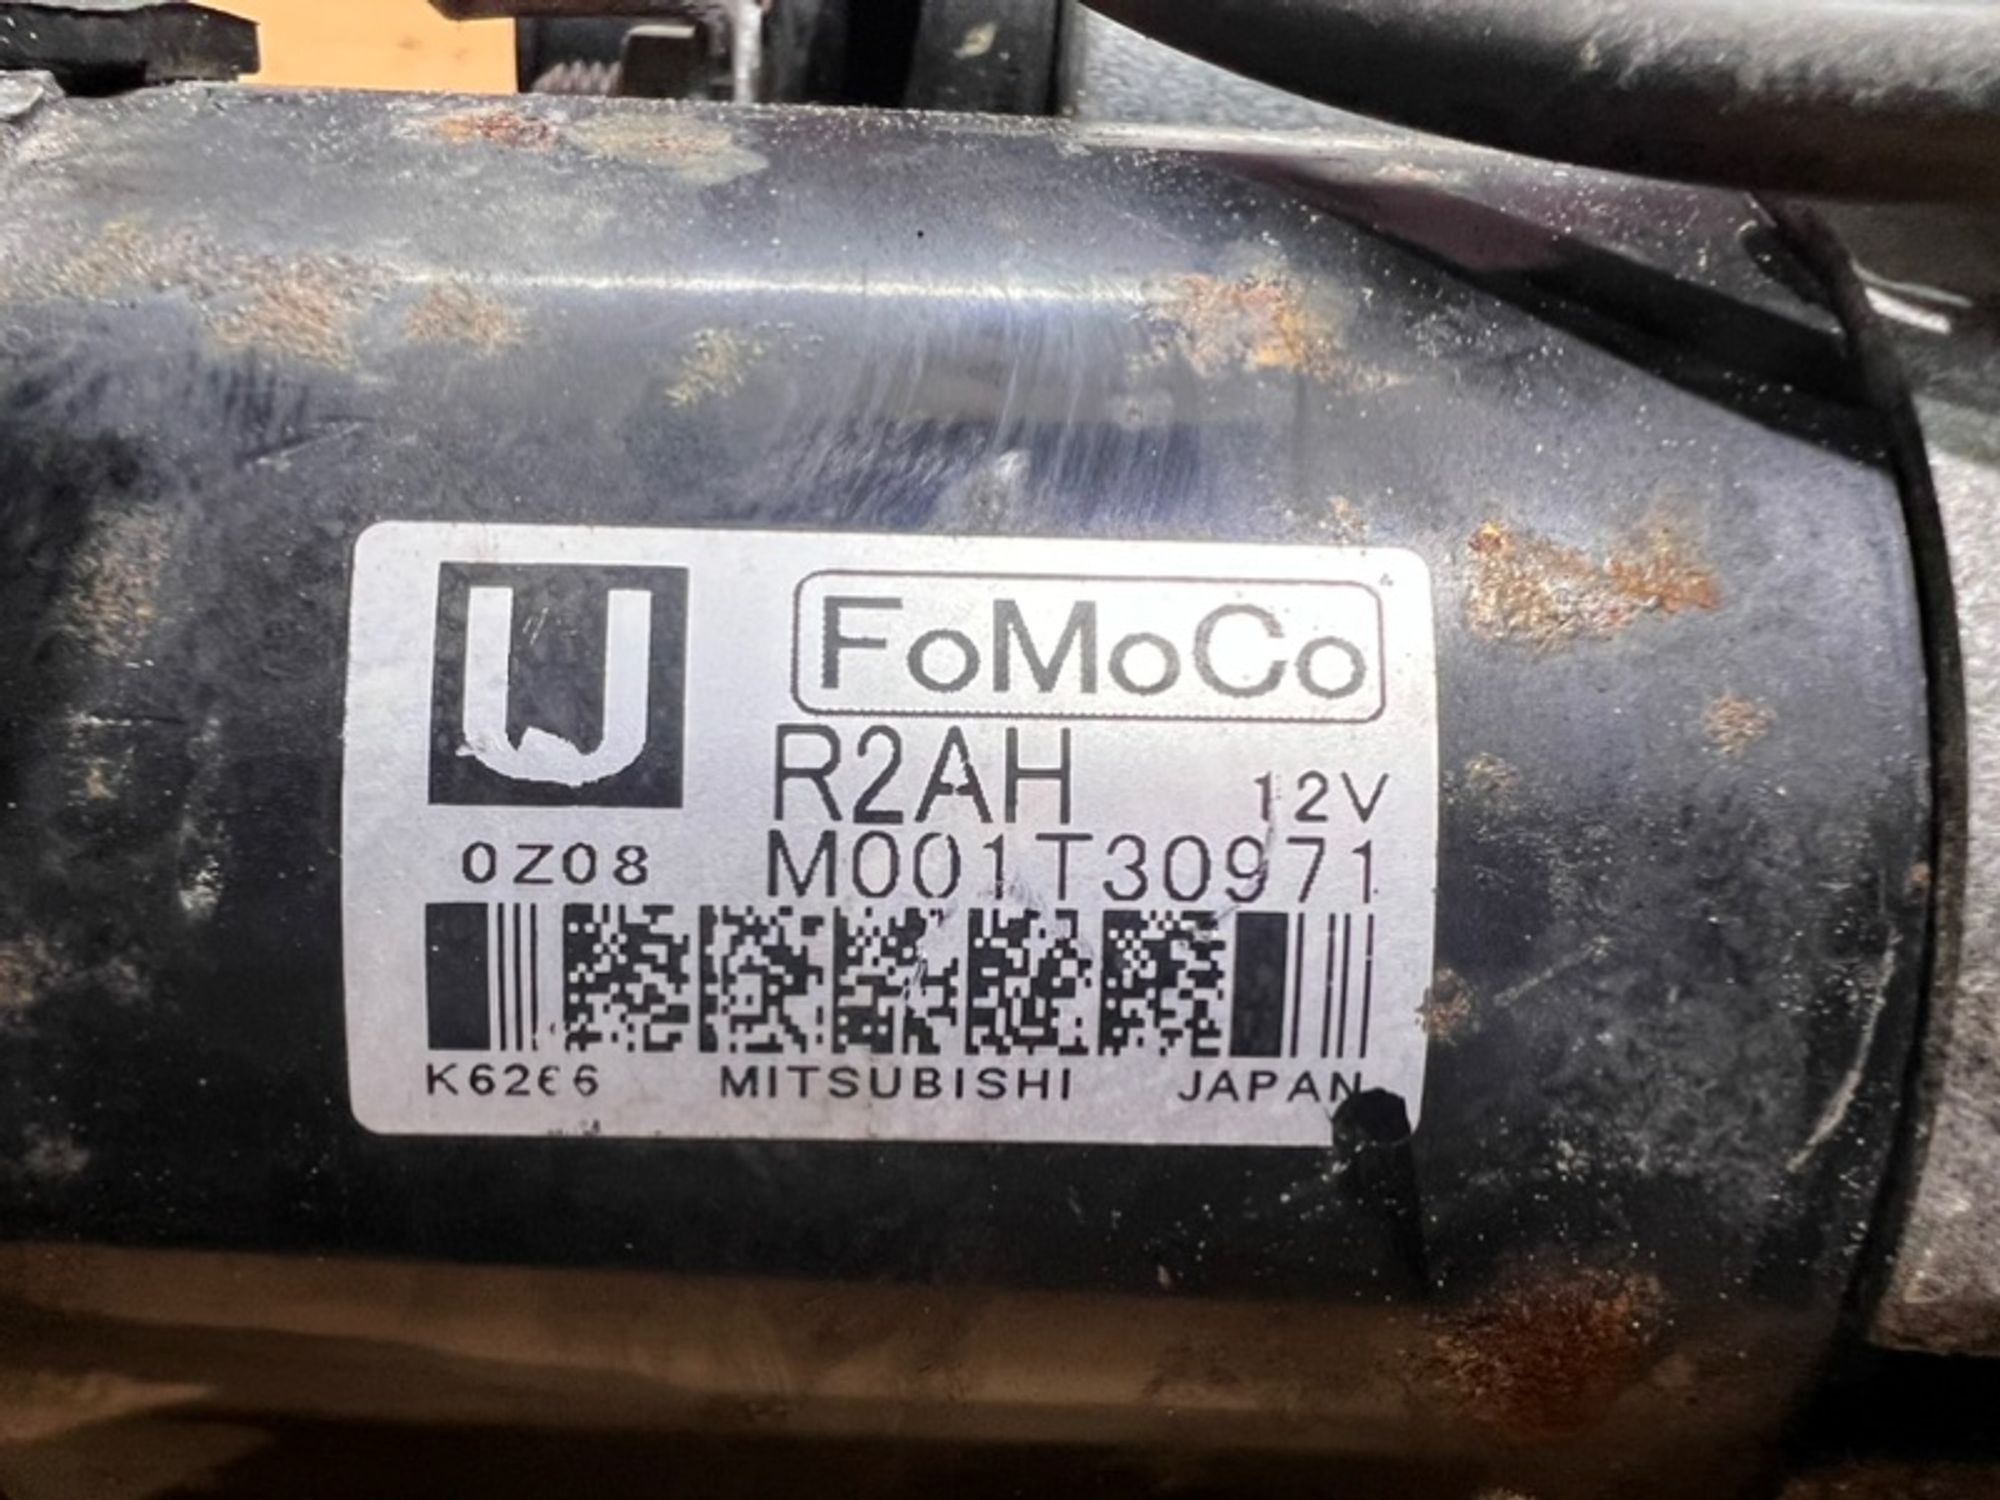 U
FoMoCo
R2AH 12V
0Z08 M001T30971
K6266 MITSUBISHI JAPAN